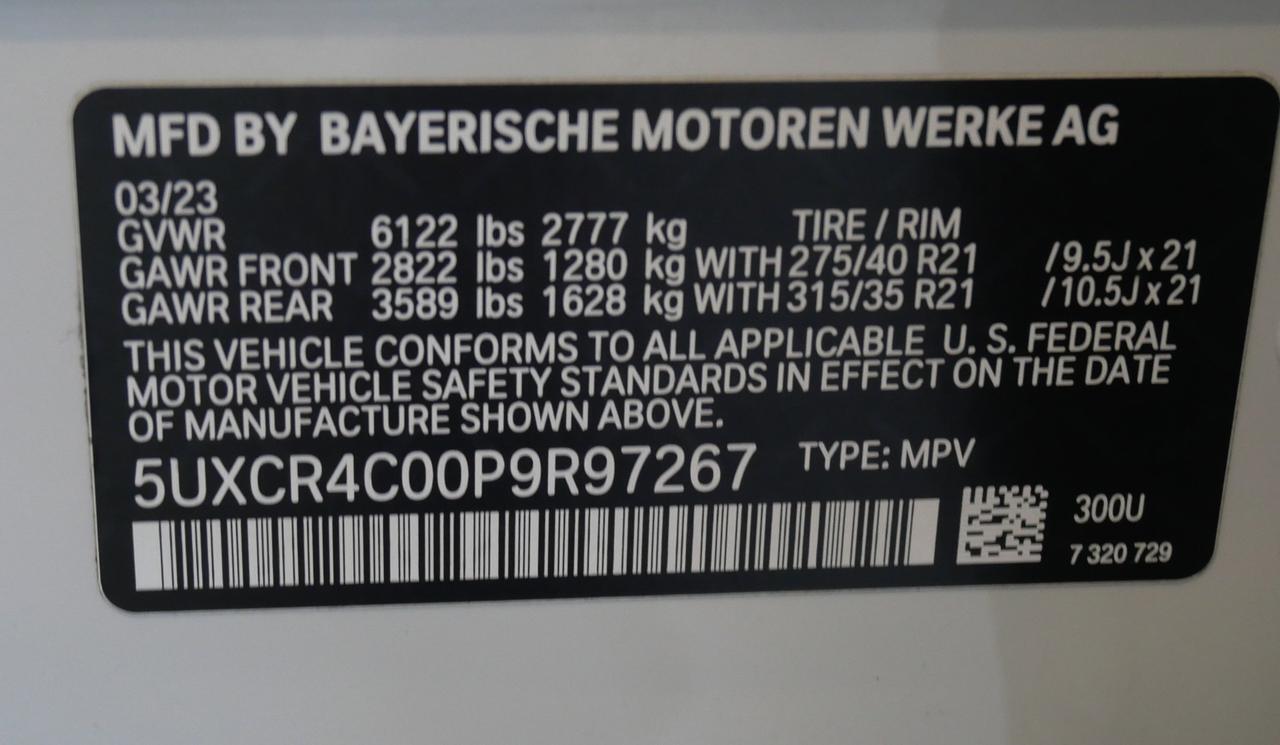 MFD BY BAYERISCHE MOTOREN WERKE AG
03/23
GVWR 6122 lbs 2777 kg TIRE / RIM
GAWR FRONT 2822 lbs 1280 kg WITH 275/40 R21 /9.5J x 21
GAWR REAR 3589 lbs 1628 kg WITH 315/35 R21 /10.5J x 21
THIS VEHICLE CONFORMS TO ALL APPLICABLE U. S. FEDERAL
MOTOR VEHICLE SAFETY STANDARDS IN EFFECT ON THE DATE
OF MANUFACTURE SHOWN ABOVE.
5UXCR4C00P9R97267 TYPE: MPV
300U
7 320 729